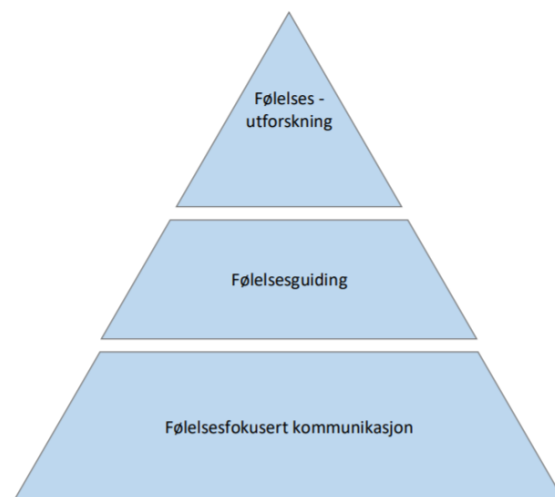 Følelses -
utforskning
Følelsesguiding
Følelsesfokusert kommunikasjon